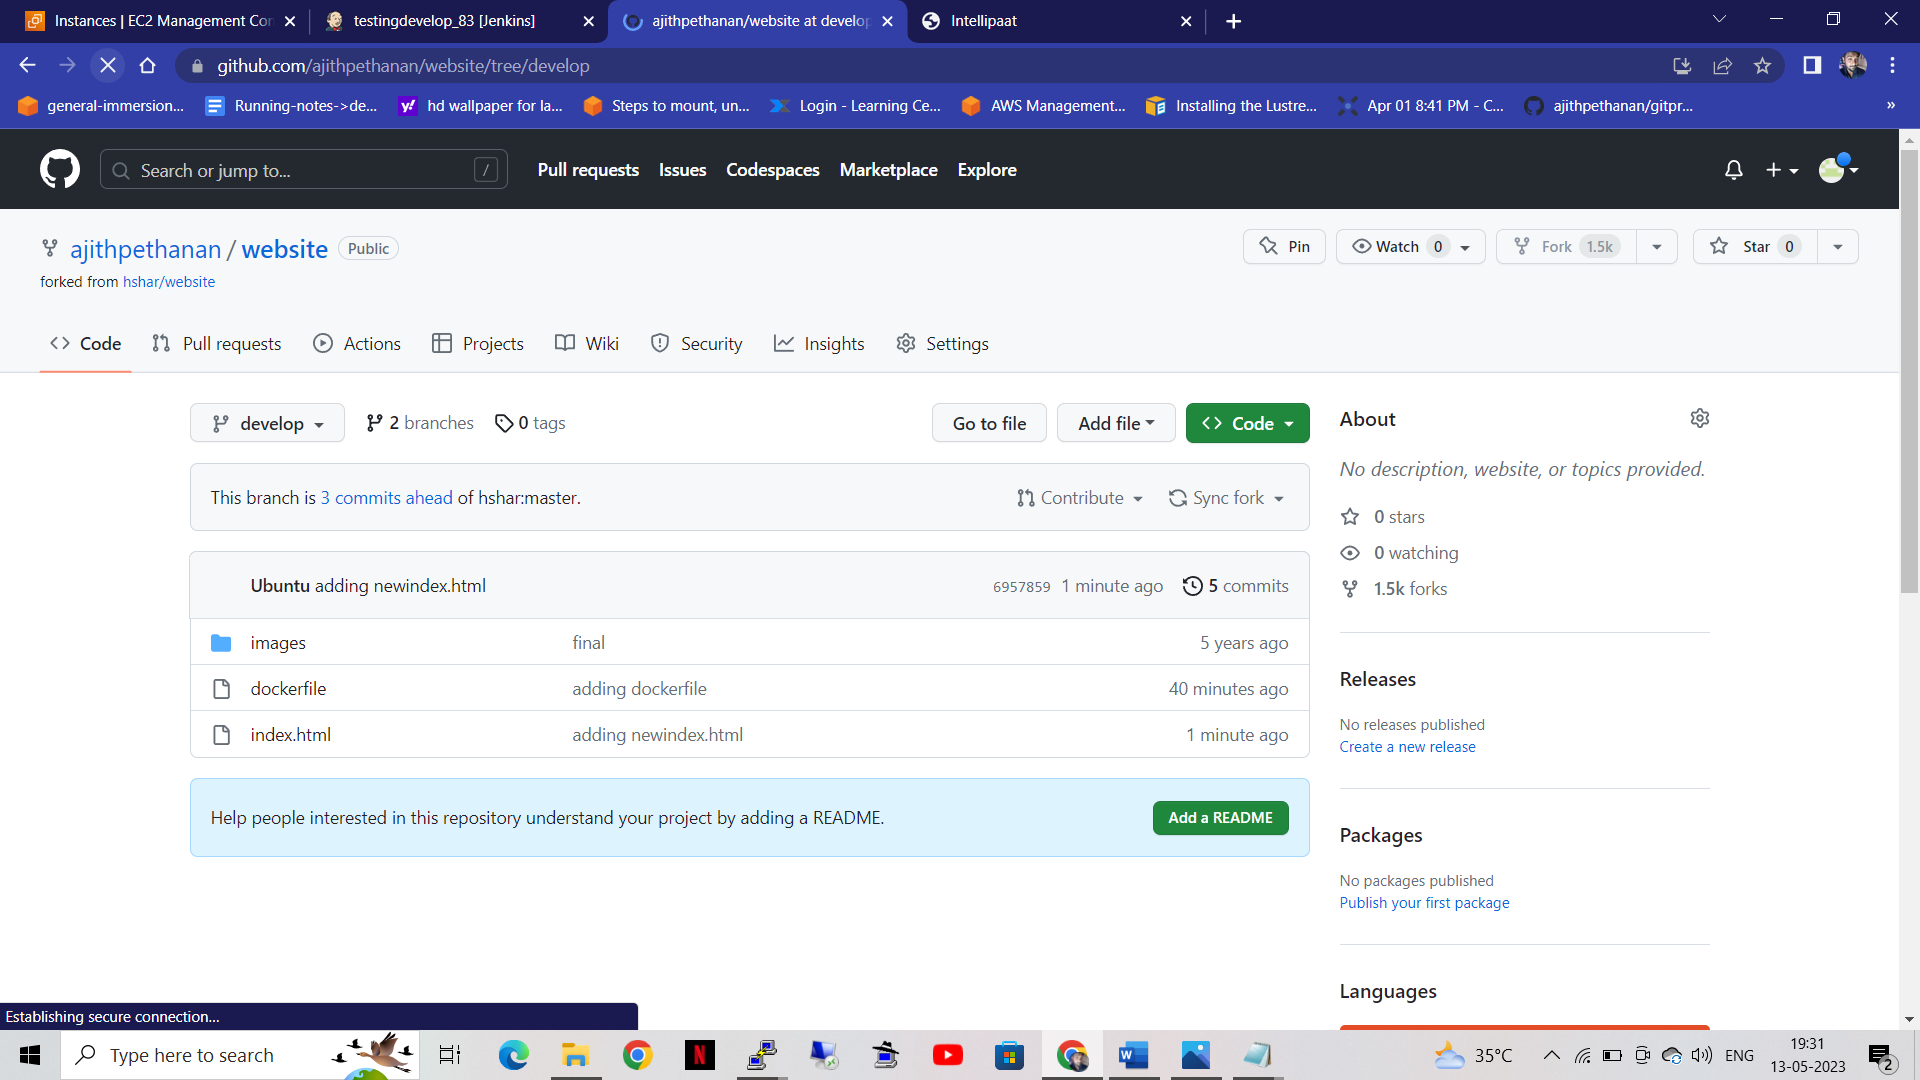 Instances | EC2 Management Con
testingdevelop_83 [Jenkins]
ajithpethanan/website at develop
Intellipaat
github.com/ajithpethanan/website/tree/develop
general-immersion...
Running-notes->de...
hd wallpaper for la...
Steps to mount, un...
Login - Learning Ce...
AWS Management...
Installing the Lustre...
Apr 01 8:41 PM - C...
ajithpethanan/gitpr...
»
Search or jump to...
/
Pull requests
Issues
Codespaces
Marketplace
Explore
ajithpethanan / website
Public
Pin
Watch 0
Fork 1.5k
Star 0
forked from hshar/website
Code
Pull requests
Actions
Projects
Wiki
Security
Insights
Settings
develop
2 branches
0 tags
Go to file
Add file
Code
This branch is 3 commits ahead of hshar:master.
Contribute
Sync fork
Ubuntu adding newindex.html
6957859 1 minute ago
5 commits
images
final
5 years ago
dockerfile
adding dockerfile
40 minutes ago
index.html
adding newindex.html
1 minute ago
Help people interested in this repository understand your project by adding a README.
Add a README
About
No description, website, or topics provided.
0 stars
0 watching
1.5k forks
Releases
No releases published
Create a new release
Packages
No packages published
Publish your first package
Languages
Establishing secure connection...
Type here to search
35°C
ENG
19:31
13-05-2023
2